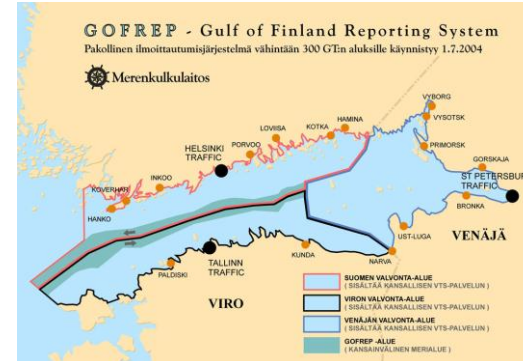 GOFREP - Gulf of Finland Reporting System
Pakollinen ilmoittautumisjärjestelmä vähintään 300 GT:n aluksille käynnistyy 1.7.2004
Merenkulkulaitos
VYBORG
VYSOTSK
HAMINA
KOTKA
LOVIISA
PORVOO
HELSINKI
TRAFFIC
PRIMORSK
GORSKAJA
INKOO
KOVERHAR
HANKO
ST PETERSBUR
TRAFFIC
BRONKA
UST-LUGA
VENÄJÄ
TALLINN
TRAFFIC
KUNDA
NARVA
PALDISKI
VIRO
SUOMEN VALVONTA-ALUE
( SISÄLTÄÄ KANSALLISEN VTS-PALVELUN )
VIRON VALVONTA-ALUE
( SISÄLTÄÄ KANSALLISEN VTS-PALVELUN )
VENÄJÄN VALVONTA-ALUE
( SISÄLTÄÄ KANSALLISEN VTS-PALVELUN )
GOFREP -ALUE
( KANSAINVÄLINEN MERIALUE )